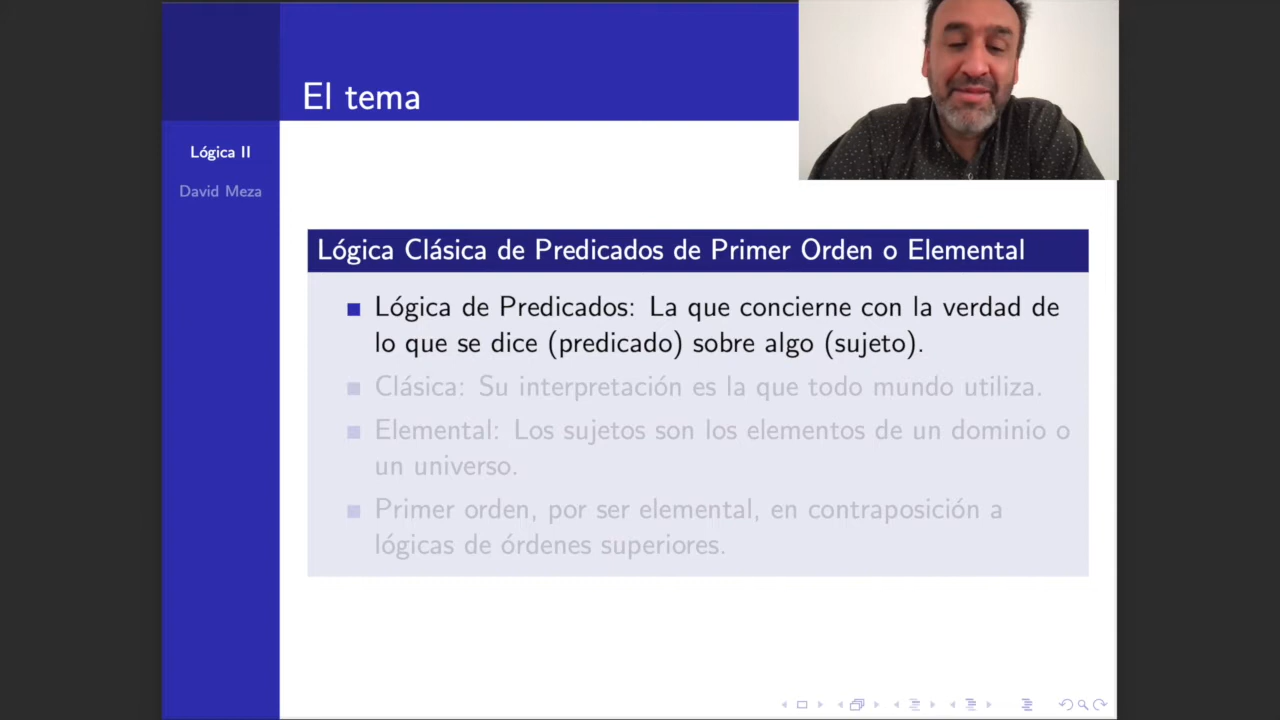 El tema
Lógica II
David Meza
Lógica Clásica de Predicados de Primer Orden o Elemental
Lógica de Predicados: La que concierne con la verdad de
lo que se dice (predicado) sobre algo (sujeto).
Clásica: Su interpretación es la que todo mundo utiliza.
Elemental: Los sujetos son los elementos de un dominio o
un universo.
Primer orden, por ser elemental, en contraposición a
lógicas de órdenes superiores.